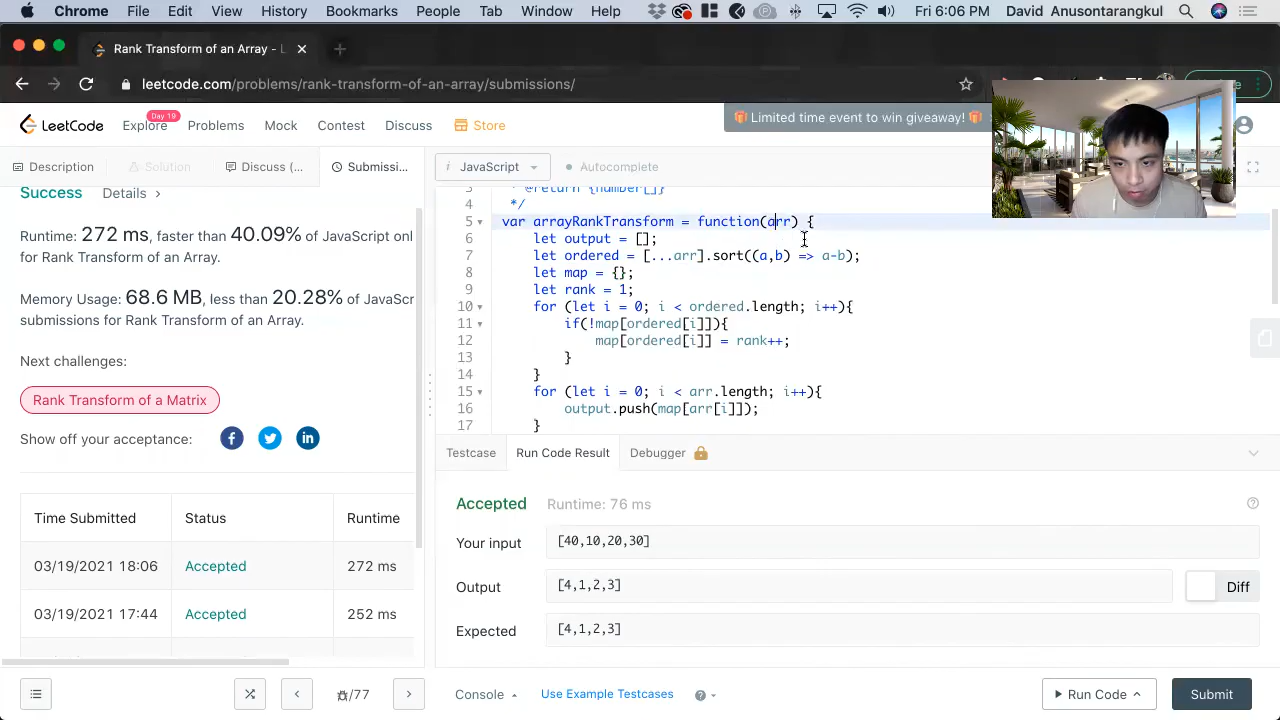 Chrome File Edit View History Bookmarks People Tab Window Help Fri 6:06 PM David Anusontarangkul
Rank Transform of an Array - L
leetcode.com/problems/rank-transform-of-an-array/submissions/
LeetCode Explore Day 19 Problems Mock Contest Discuss Store
Limited time event to win giveaway!
Description Solution Discuss (... Submissi...
i JavaScript Autocomplete
Success Details >
Runtime: 272 ms, faster than 40.09% of JavaScript onl
for Rank Transform of an Array.
Memory Usage: 68.6 MB, less than 20.28% of JavaScr
submissions for Rank Transform of an Array.
Next challenges:
Rank Transform of a Matrix
Show off your acceptance:
Time Submitted Status Runtime
03/19/2021 18:06 Accepted 272 ms
03/19/2021 17:44 Accepted 252 ms
3 * @return {number[]}
4 */
5 var arrayRankTransform = function(arr) {
6 let output = [];
7 let ordered = [...arr].sort((a,b) => a-b);
8 let map = {};
9 let rank = 1;
10 for (let i = 0; i < ordered.length; i++){
11 if(!map[ordered[i]]){
12 map[ordered[i]] = rank++;
13 }
14 }
15 for (let i = 0; i < arr.length; i++){
16 output.push(map[arr[i]]);
17 }
Testcase Run Code Result Debugger
Accepted Runtime: 76 ms
Your input [40,10,20,30]
Output [4,1,2,3] Diff
Expected [4,1,2,3]
/77
Console Use Example Testcases Run Code Submit